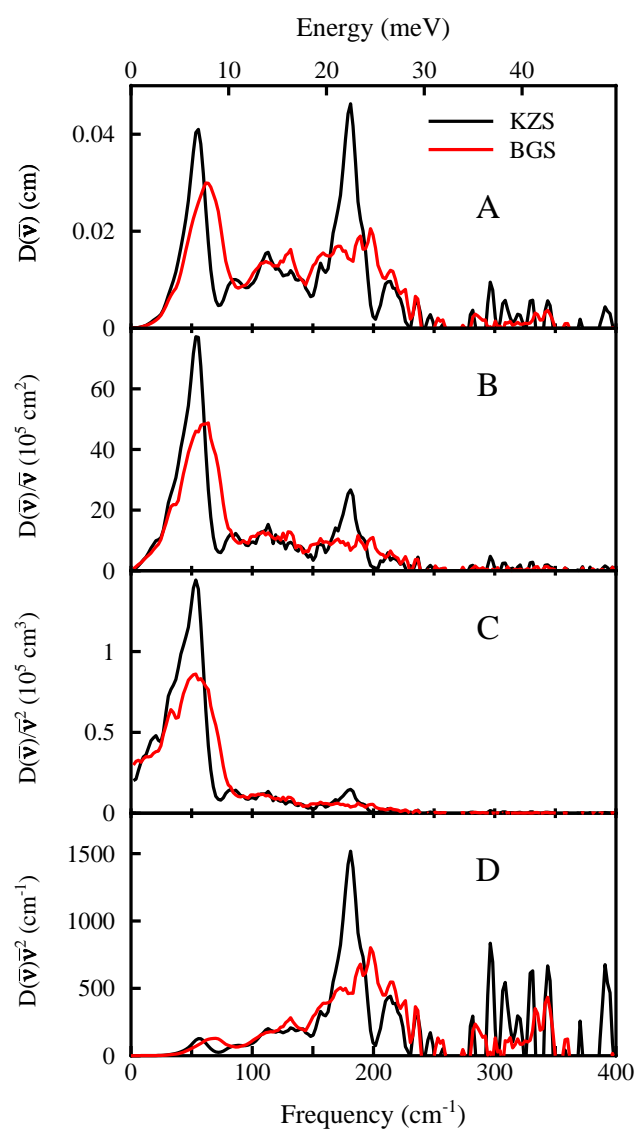 Energy (meV)
0 10 20 30 40
KZS
BGS
A
D(ν̅) (cm)
0.04
0.02
0
B
D(ν̅)/ν̅ (10⁵ cm²)
60
40
20
0
C
D(ν̅)/ν̅² (10⁵ cm³)
1
0.5
0
D
D(ν̅)ν̅² (cm⁻¹)
1500
1000
500
0
0 100 200 300 400
Frequency (cm⁻¹)